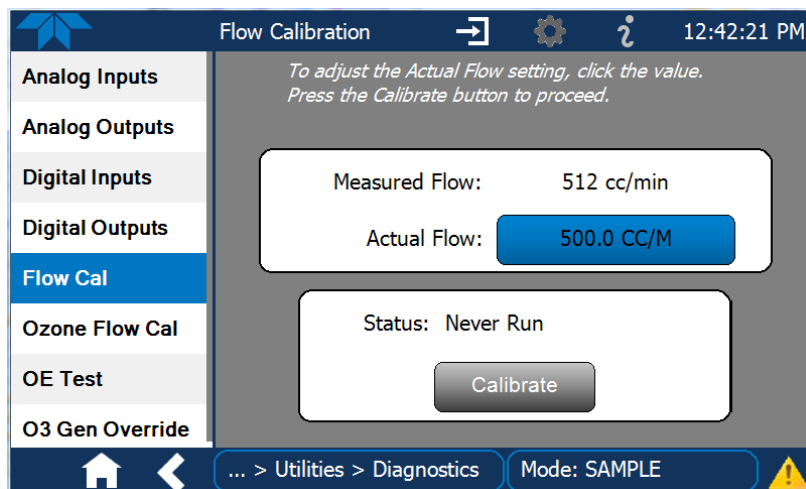 Flow Calibration 12:42:21 PM
To adjust the Actual Flow setting, click the value.
Press the Calibrate button to proceed.
Analog Inputs
Analog Outputs
Digital Inputs
Digital Outputs
Flow Cal
Ozone Flow Cal
OE Test
O3 Gen Override
Measured Flow: 512 cc/min
Actual Flow: 500.0 CC/M
Status: Never Run
Calibrate
... > Utilities > Diagnostics Mode: SAMPLE